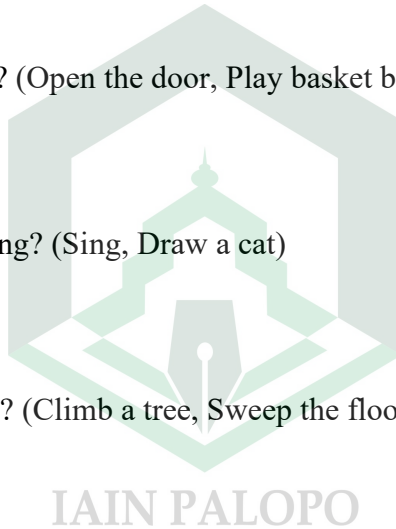 ? (Open the door, Play basket b
ng? (Sing, Draw a cat)
? (Climb a tree, Sweep the floo
IAIN PALOPO